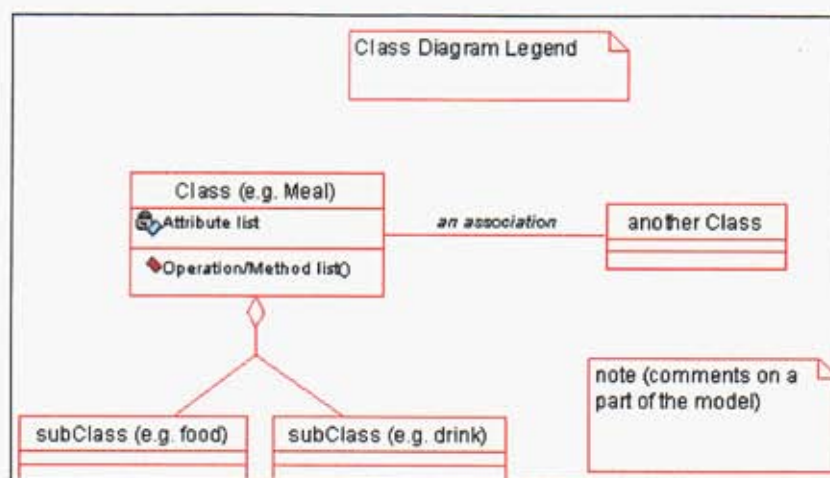 Class Diagram Legend
Class (e.g. Meal)
Attribute list
Operation/Method list()
an association
another Class
note (comments on a
part of the model)
subClass (e.g. food)
subClass (e.g. drink)